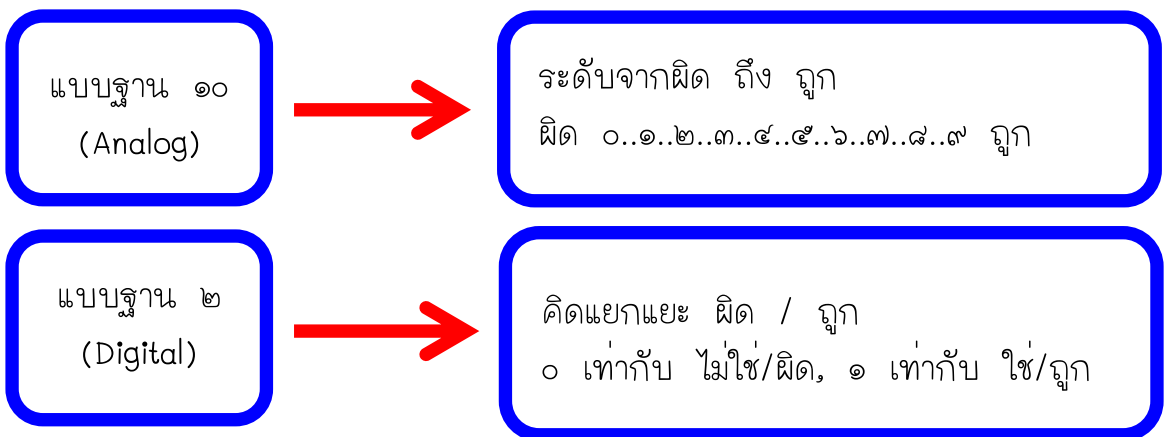 แบบฐาน ๑๐
(Analog)
ระดับจากผิด ถึง ถูก
ผิด ๐..๑..๒..๓..๔..๕..๖..๗..๘..๙ ถูก
แบบฐาน ๒
(Digital)
คิดแยกแยะ ผิด / ถูก
๐ เท่ากับ ไม่ใช่/ผิด, ๑ เท่ากับ ใช่/ถูก